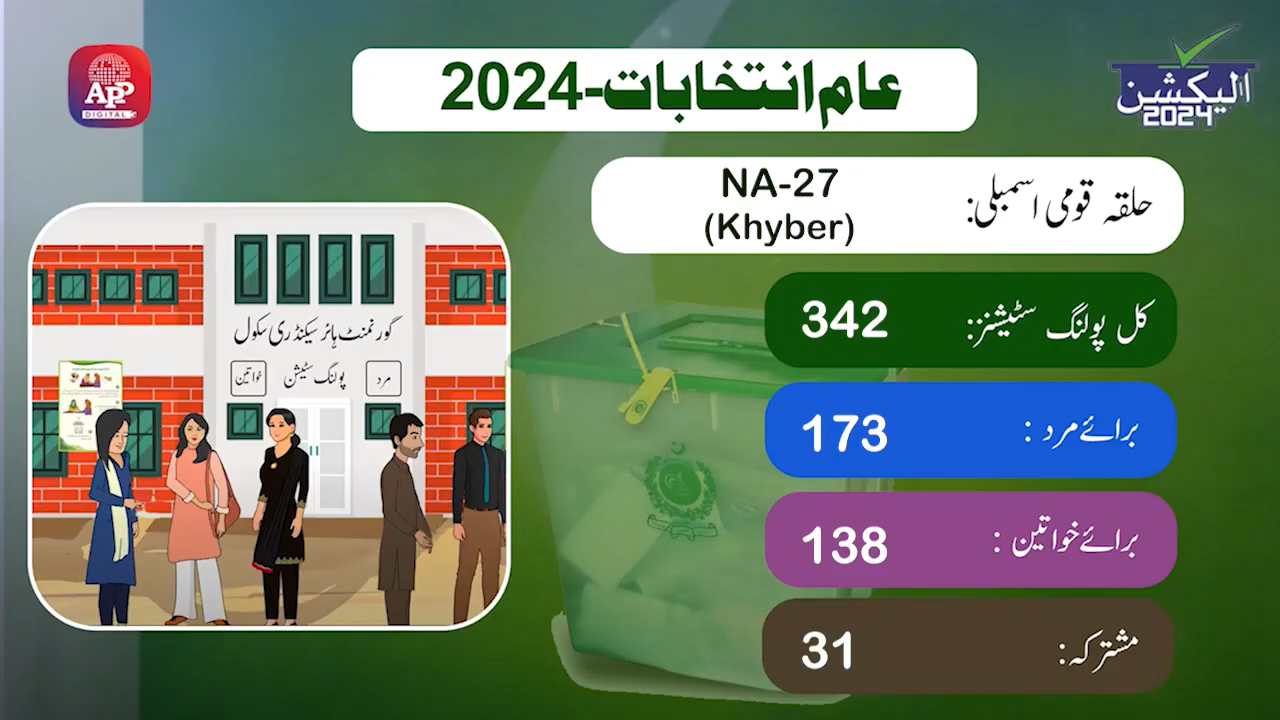 APP
DIGITAL
عام انتخابات-2024
الیکشن
2024
حلقہ قومی اسمبلی:
NA-27
(Khyber)
کل پولنگ سٹیشنز:
342
برائے مرد :
173
برائے خواتین :
138
مشترکہ:
31
گورنمنٹ ہائر سیکنڈری سکول
مرد
پولنگ سٹیشن
خواتین